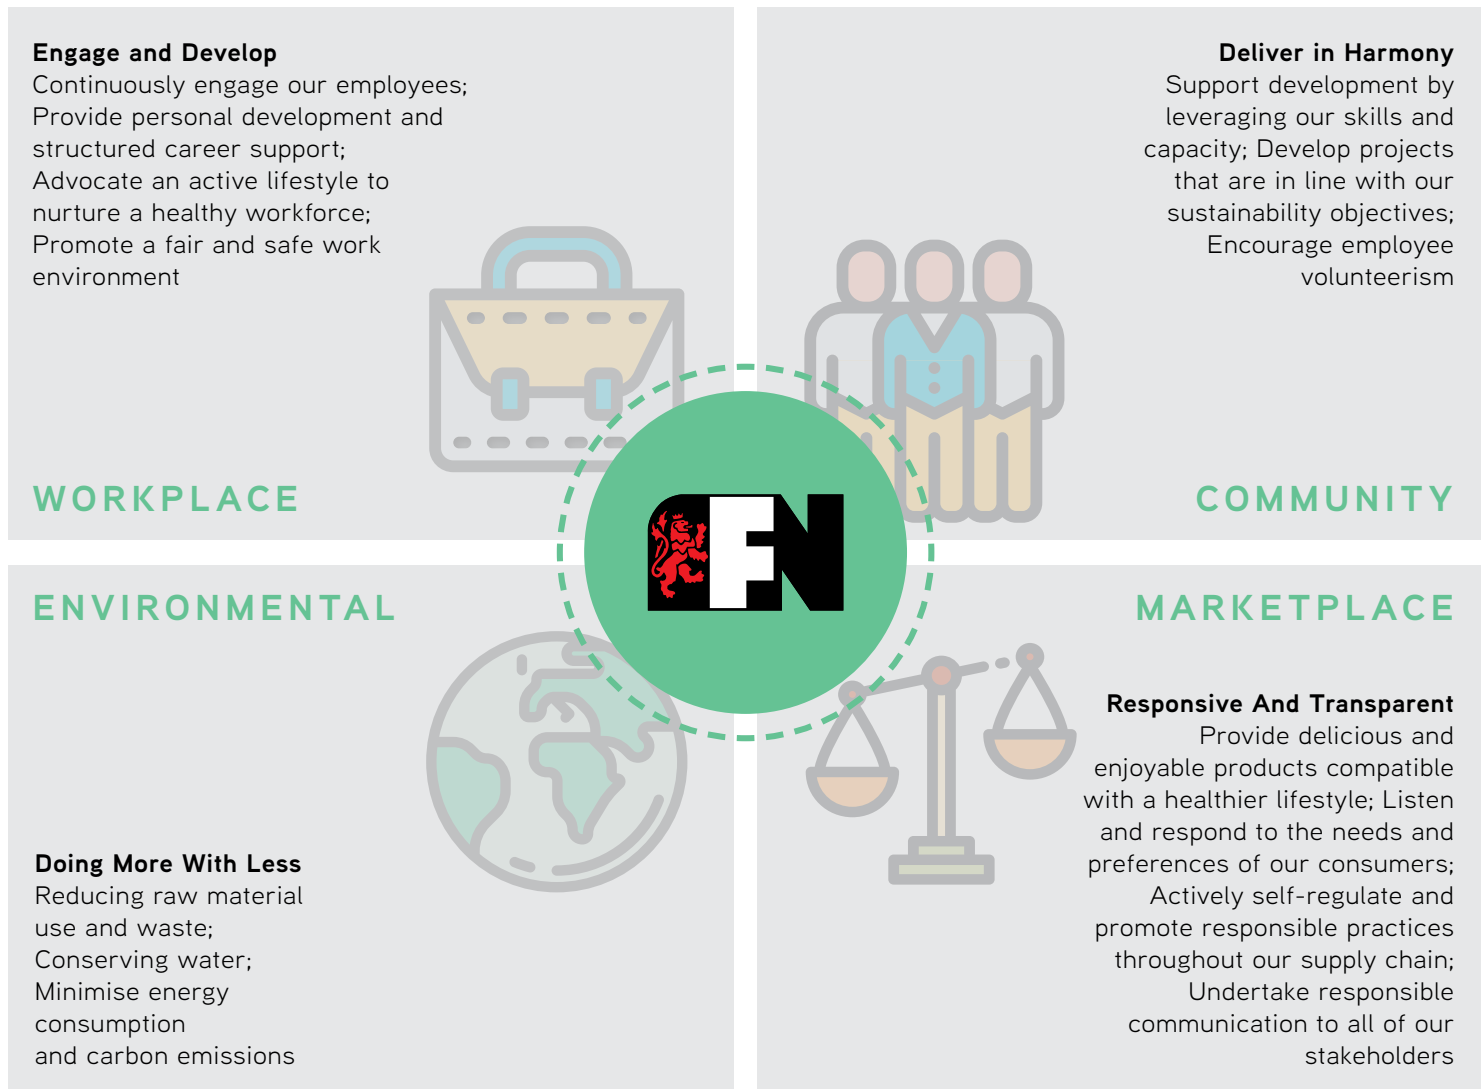 Engage and Develop
Continuously engage our employees;
Provide personal development and
structured career support;
Advocate an active lifestyle to
nurture a healthy workforce;
Promote a fair and safe work
environment
WORKPLACE
Deliver in Harmony
Support development by
leveraging our skills and
capacity; Develop projects
that are in line with our
sustainability objectives;
Encourage employee
volunteerism
COMMUNITY
FN
ENVIRONMENTAL
Doing More With Less
Reducing raw material
use and waste;
Conserving water;
Minimise energy
consumption
and carbon emissions
MARKETPLACE
Responsive And Transparent
Provide delicious and
enjoyable products compatible
with a healthier lifestyle; Listen
and respond to the needs and
preferences of our consumers;
Actively self-regulate and
promote responsible practices
throughout our supply chain;
Undertake responsible
communication to all of our
stakeholders